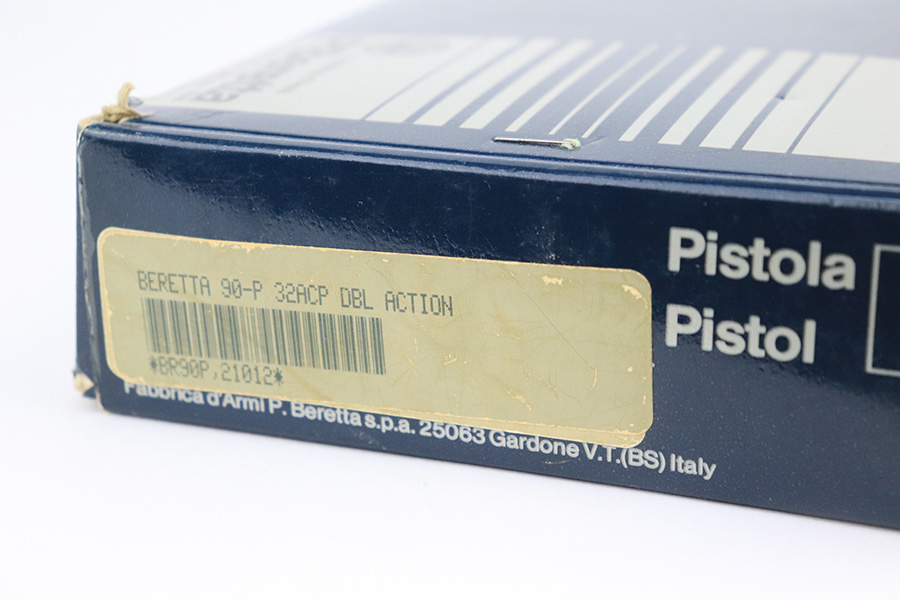 BERETTA 90-P 32ACP DBL ACTION
*BR90P,21012*
Pistola
Pistol
Fabbrica d'Armi P. Beretta s.p.a. 25063 Gardone V.T.(BS) Italy